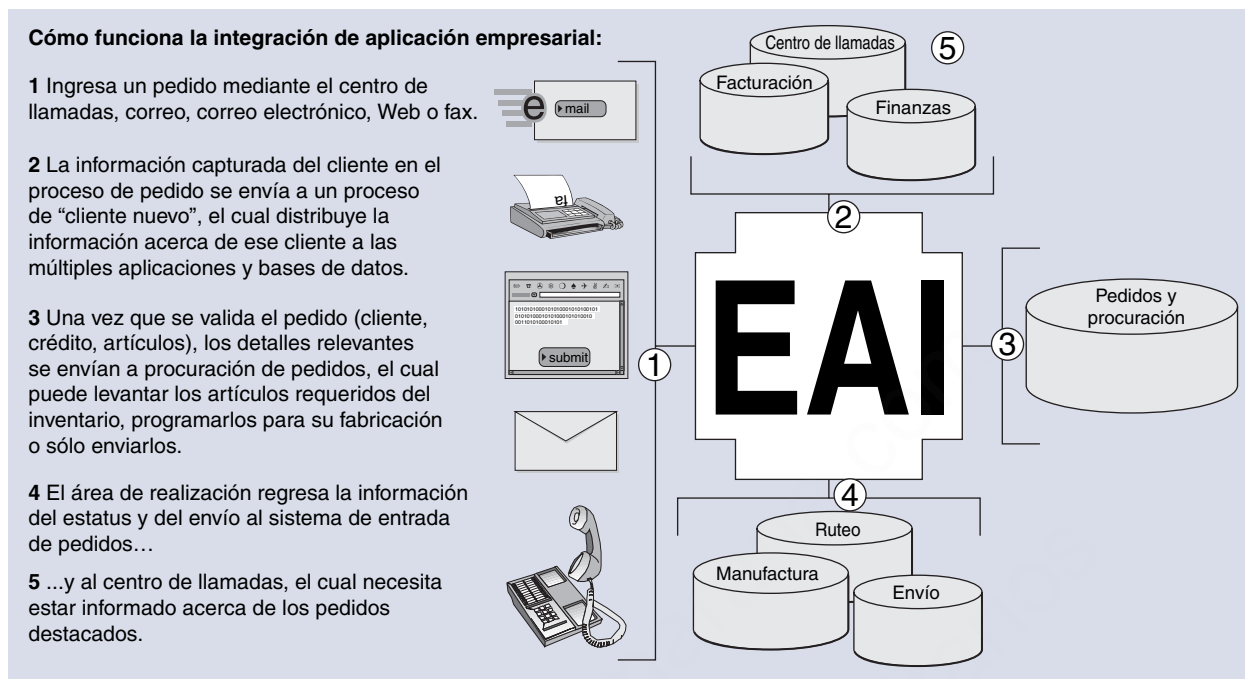 Cómo funciona la integración de aplicación empresarial:
1 Ingresa un pedido mediante el centro de
llamadas, correo, correo electrónico, Web o fax.
2 La información capturada del cliente en el
proceso de pedido se envía a un proceso
de “cliente nuevo”, el cual distribuye la
información acerca de ese cliente a las
múltiples aplicaciones y bases de datos.
3 Una vez que se valida el pedido (cliente,
crédito, artículos), los detalles relevantes
se envían a procuración de pedidos, el cual
puede levantar los artículos requeridos del
inventario, programarlos para su fabricación
o sólo enviarlos.
4 El área de realización regresa la información
del estatus y del envío al sistema de entrada
de pedidos…
5 ...y al centro de llamadas, el cual necesita
estar informado acerca de los pedidos
destacados.
e
mail
fa
submit
1
Centro de llamadas
5
Facturación
Finanzas
2
EAI
3
Pedidos y
procuración
4
Ruteo
Manufactura
Envío